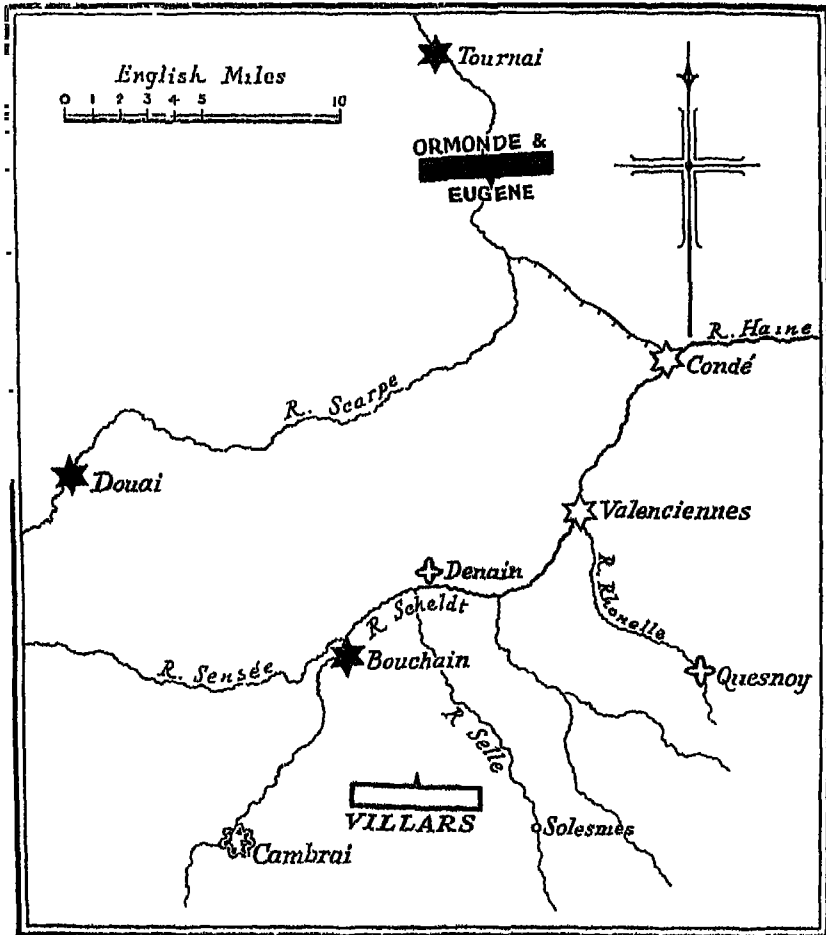 Tournai
English Miles
0 1 2 3 4 5 10
ORMONDE &
EUGENE
R. Haine
Condé
R. Scarpe
Douai
Valenciennes
Denain
R. Rhonelle
R Scheldt
R. Sensée
Bouchain
Quesnoy
R Selle
VILLARS
Solesmes
Cambrai